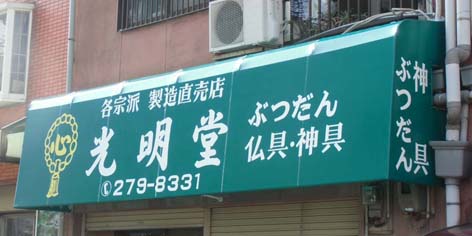 心
各宗派 製造直売店
光明堂
279-8331
ぶつだん
仏具・神具
神具
ぶつだん